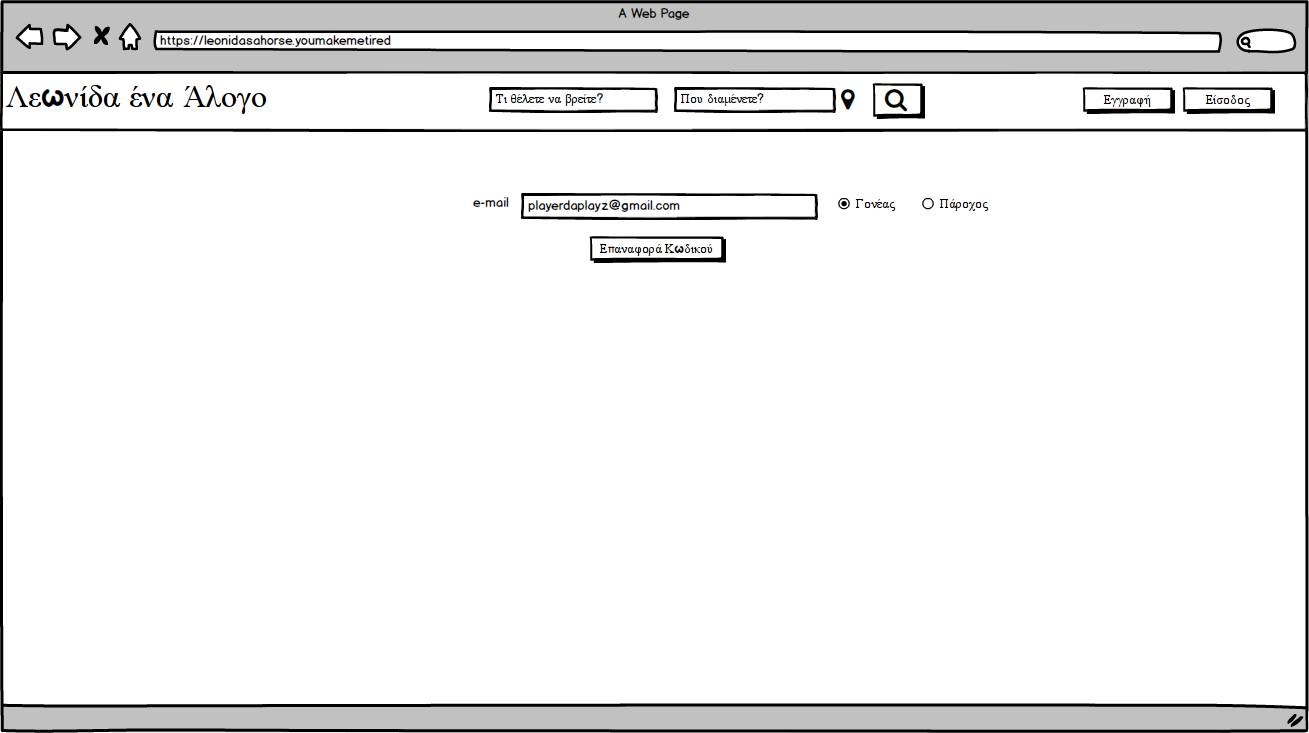 A Web Page
https://leonidasahorse.youmakemetired
Λεωνίδα ένα Άλογο
Τι θέλετε να βρείτε?
Που διαμένετε?
Εγγραφή
Είσοδος
e-mail
playerdaplayz@gmail.com
Γονέας
Πάροχος
Επαναφορά Κωδικού